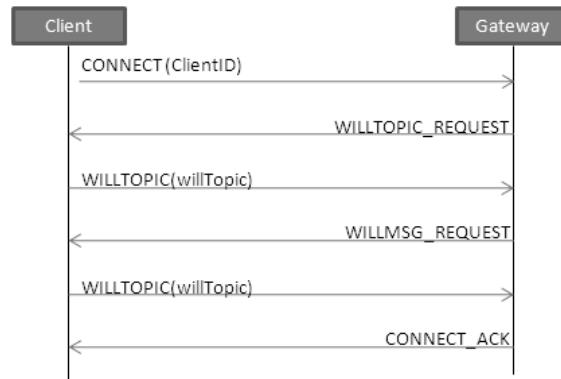 Client
Gateway
CONNECT(ClientID)
WILLTOPIC_REQUEST
WILLTOPIC(willTopic)
WILLMSG_REQUEST
WILLTOPIC(willTopic)
CONNECT_ACK